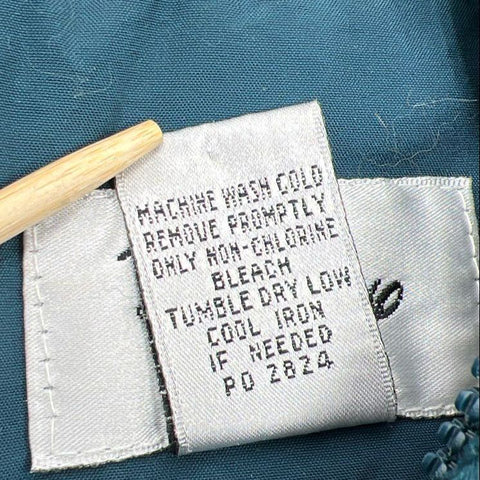 MACHINE WASH COLD
REMOVE PROMPTLY
ONLY NON-CHLORINE
BLEACH
TUMBLE DRY LOW
COOL IRON
IF NEEDED
PO 2824